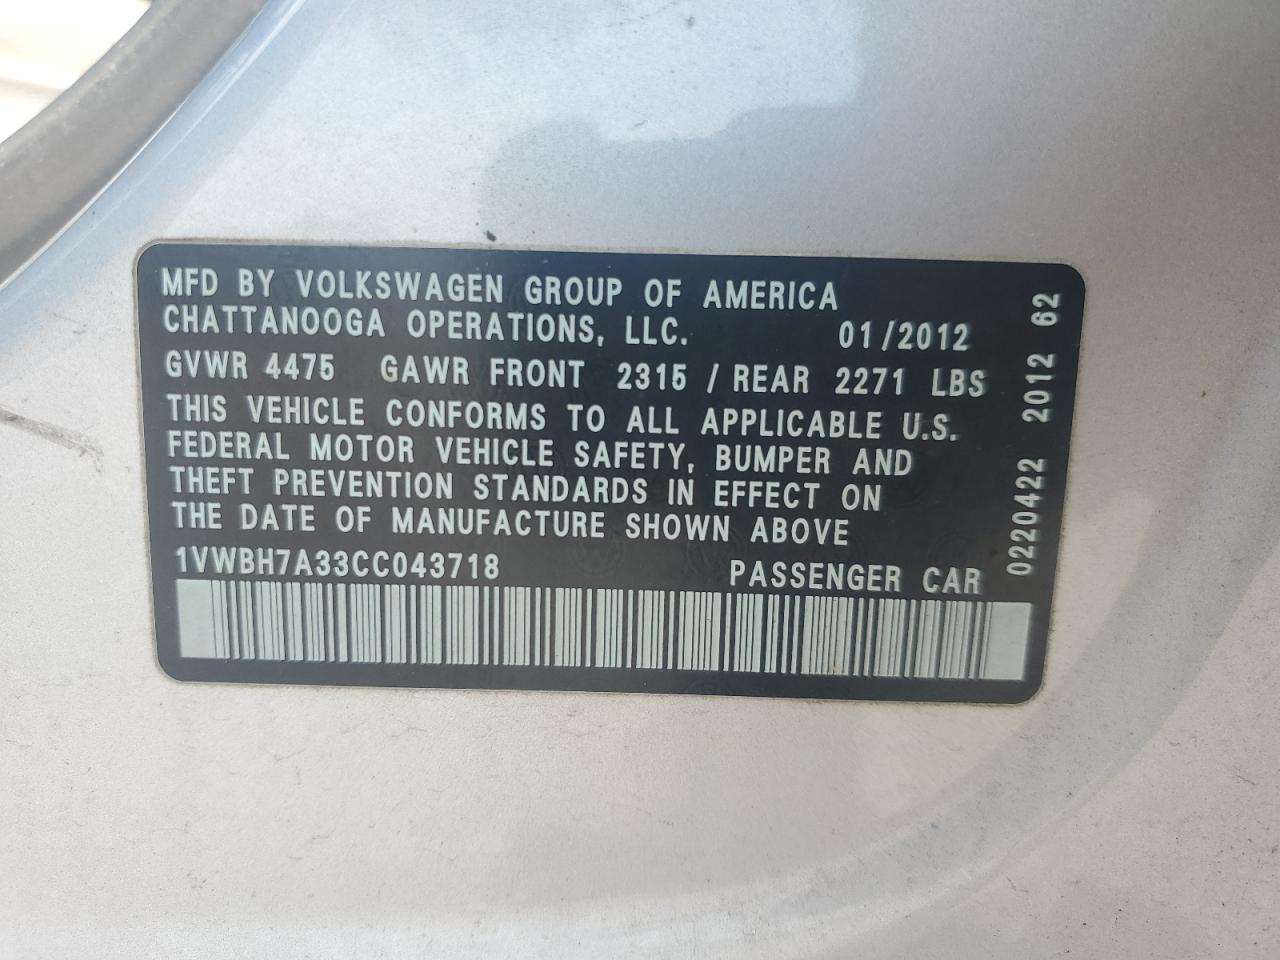 MFD BY VOLKSWAGEN GROUP OF AMERICA
CHATTANOOGA OPERATIONS, LLC. 01/2012
GVWR 4475 GAWR FRONT 2315 / REAR 2271 LBS
THIS VEHICLE CONFORMS TO ALL APPLICABLE U.S.
FEDERAL MOTOR VEHICLE SAFETY, BUMPER AND
THEFT PREVENTION STANDARDS IN EFFECT ON
THE DATE OF MANUFACTURE SHOWN ABOVE
1VWBH7A33CC043718 PASSENGER CAR
0220422 2012 62